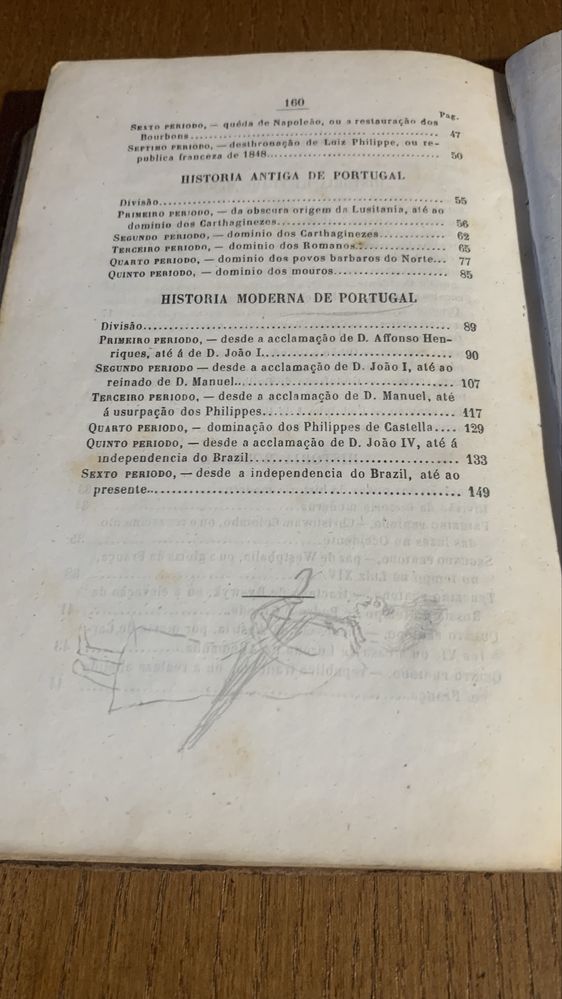 160
Pag.
SEXTO PERIODO, — quéda de Napoleão, ou a restauração dos
Bourbons........................................ 47
SEPTIMO PERIODO, — desthronação de Luiz Philippe, ou re-
publica franceza de 1848........................ 50
HISTORIA ANTIGA DE PORTUGAL
Divisão........................................ 55
PRIMEIRO PERIODO, — da obscura origem da Lusitania, até ao
dominio dos Carthaginezes....................... 56
SEGUNDO PERIODO, — dominio dos Carthaginezes............ 62
TERCEIRO PERIODO, — dominio dos Romanos................ 65
QUARTO PERIODO, — dominio dos povos barbaros do Norte... 77
QUINTO PERIODO, — dominio dos mouros.................... 85
HISTORIA MODERNA DE PORTUGAL
Divisão........................................ 89
PRIMEIRO PERIODO, — desde a acclamação de D. Affonso Hen-
riques, até á de D. João I...................... 90
SEGUNDO PERIODO — desde a acclamação de D. João I, até ao
reinado de D. Manuel............................ 107
TERCEIRO PERIODO, — desde a acclamação de D. Manuel, até
á usurpação dos Philippes....................... 117
QUARTO PERIODO, — dominação dos Philippes de Castella.... 129
QUINTO PERIODO, — desde a acclamação de D. João IV, até á
independencia do Brazil......................... 133
SEXTO PERIODO, — desde a independencia do Brazil, até ao
presente........................................ 149